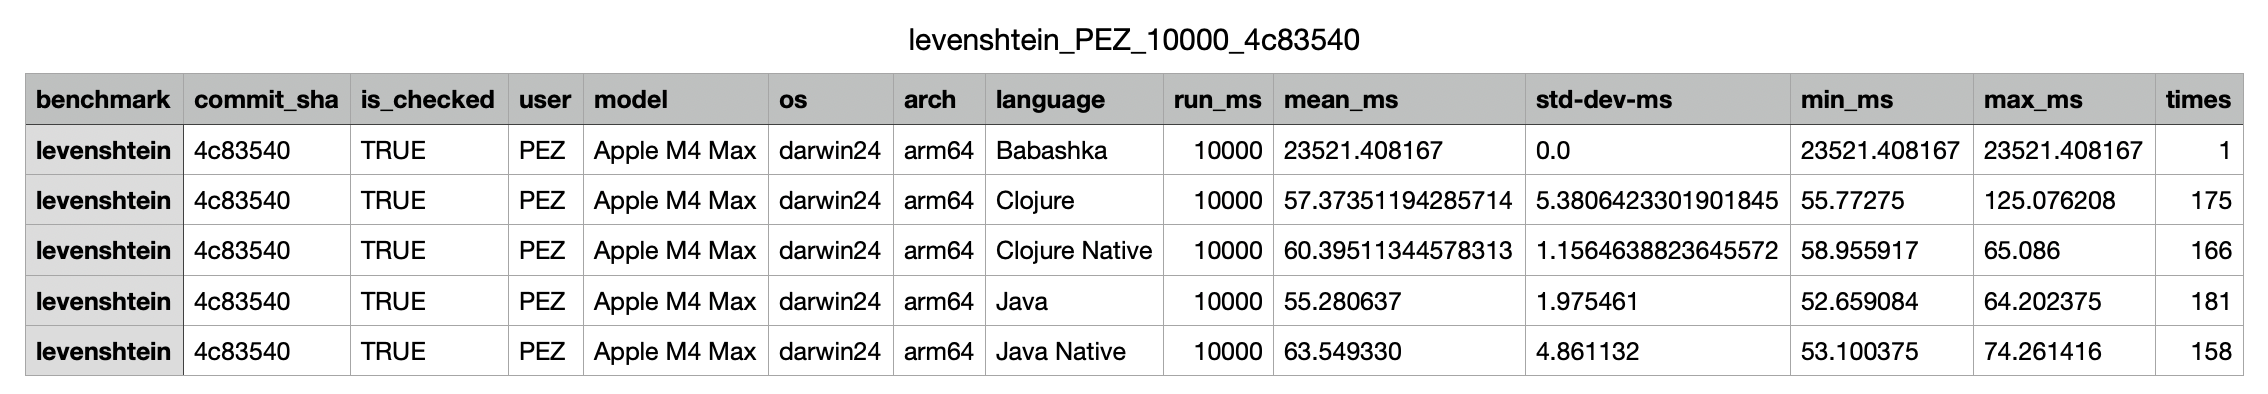 levenshtein_PEZ_10000_4c83540
benchmark commit_sha is_checked user model os arch language run_ms mean_ms std-dev-ms min_ms max_ms times
levenshtein 4c83540 TRUE PEZ Apple M4 Max darwin24 arm64 Babashka 10000 23521.408167 0.0 23521.408167 23521.408167 1
levenshtein 4c83540 TRUE PEZ Apple M4 Max darwin24 arm64 Clojure 10000 57.37351194285714 5.3806423301901845 55.77275 125.076208 175
levenshtein 4c83540 TRUE PEZ Apple M4 Max darwin24 arm64 Clojure Native 10000 60.39511344578313 1.1564638823645572 58.955917 65.086 166
levenshtein 4c83540 TRUE PEZ Apple M4 Max darwin24 arm64 Java 10000 55.280637 1.975461 52.659084 64.202375 181
levenshtein 4c83540 TRUE PEZ Apple M4 Max darwin24 arm64 Java Native 10000 63.549330 4.861132 53.100375 74.261416 158